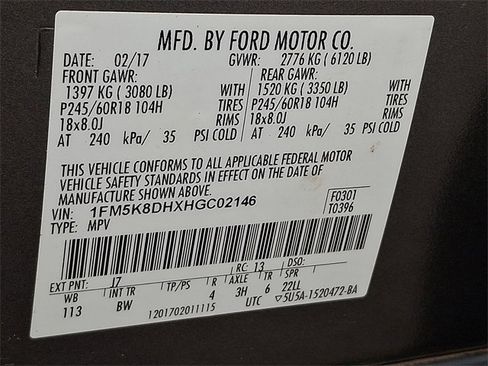 MFD. BY FORD MOTOR CO.
DATE: 02/17 GVWR: 2776 KG ( 6120 LB)
FRONT GAWR: REAR GAWR:
1397 KG ( 3080 LB) WITH 1520 KG ( 3350 LB) WITH
P245/60R18 104H TIRES P245/60R18 104H TIRES
18x8.0J RIMS 18x8.0J RIMS
AT 240 kPa/ 35 PSI COLD AT 240 kPa/ 35 PSI COLD
THIS VEHICLE CONFORMS TO ALL APPLICABLE FEDERAL MOTOR
VEHICLE SAFETY STANDARDS IN EFFECT ON THE DATE OF
MANUFACTURE SHOWN ABOVE.
VIN: 1FM5K8DHXHGC02146 F0301
TYPE: MPV T0396
EXT PNT: 17 RC: 13 DSO:
WB INT TR TP/PS R AXLE TR SPR
113 BW 4 3H 6 22LL
1201702011115 UTC ▽5U5A-1520472-BA